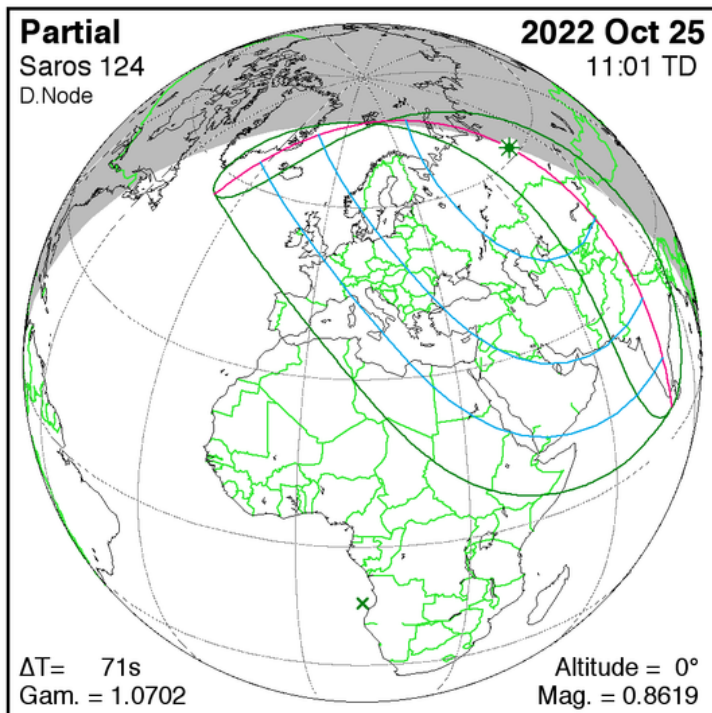 Partial
2022 Oct 25
Saros 124
11:01 TD
D.Node
ΔT= 71s
Altitude = 0°
Gam. = 1.0702
Mag. = 0.8619